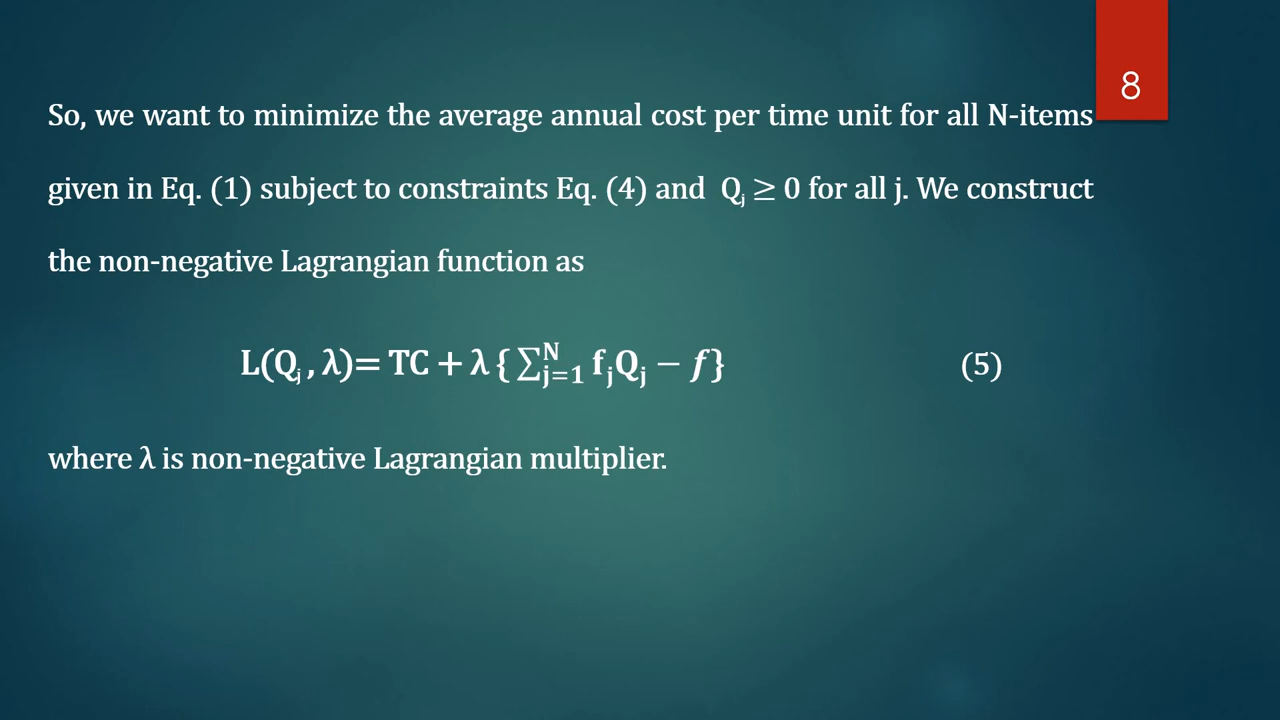 8
So, we want to minimize the average annual cost per time unit for all N-items
given in Eq. (1) subject to constraints Eq. (4) and Qⱼ ≥ 0 for all j. We construct
the non-negative Lagrangian function as
L(Qⱼ , λ)= TC + λ { ∑_{j=1}^{N} fⱼQⱼ − f} (5)
where λ is non-negative Lagrangian multiplier.